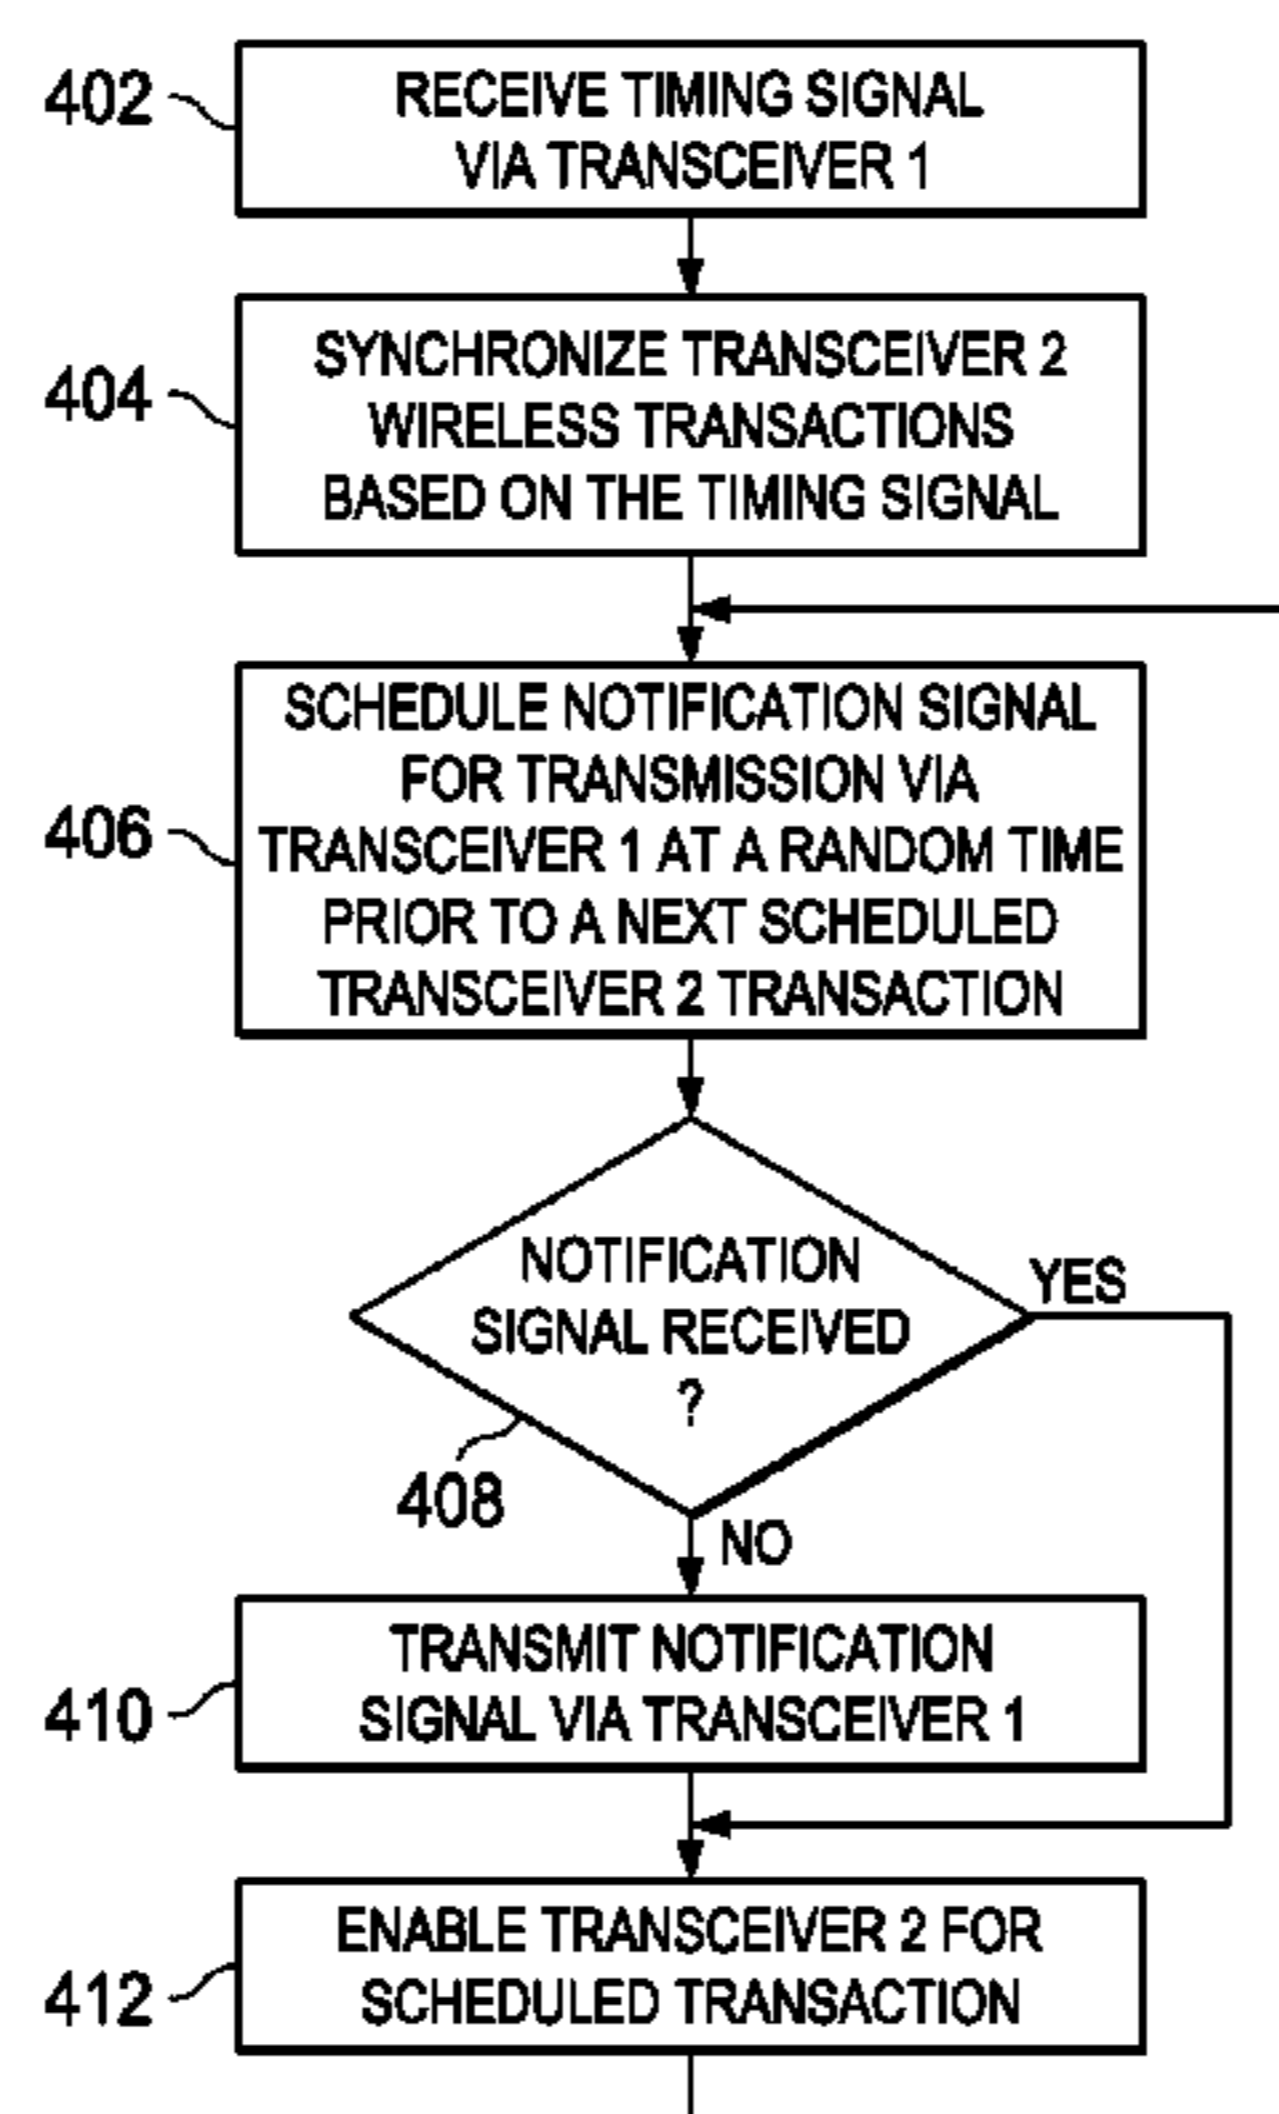 402
RECEIVE TIMING SIGNAL
VIA TRANSCEIVER 1
404
SYNCHRONIZE TRANSCEIVER 2
WIRELESS TRANSACTIONS
BASED ON THE TIMING SIGNAL
406
SCHEDULE NOTIFICATION SIGNAL
FOR TRANSMISSION VIA
TRANSCEIVER 1 AT A RANDOM TIME
PRIOR TO A NEXT SCHEDULED
TRANSCEIVER 2 TRANSACTION
NOTIFICATION
SIGNAL RECEIVED
?
YES
408
NO
410
TRANSMIT NOTIFICATION
SIGNAL VIA TRANSCEIVER 1
412
ENABLE TRANSCEIVER 2 FOR
SCHEDULED TRANSACTION